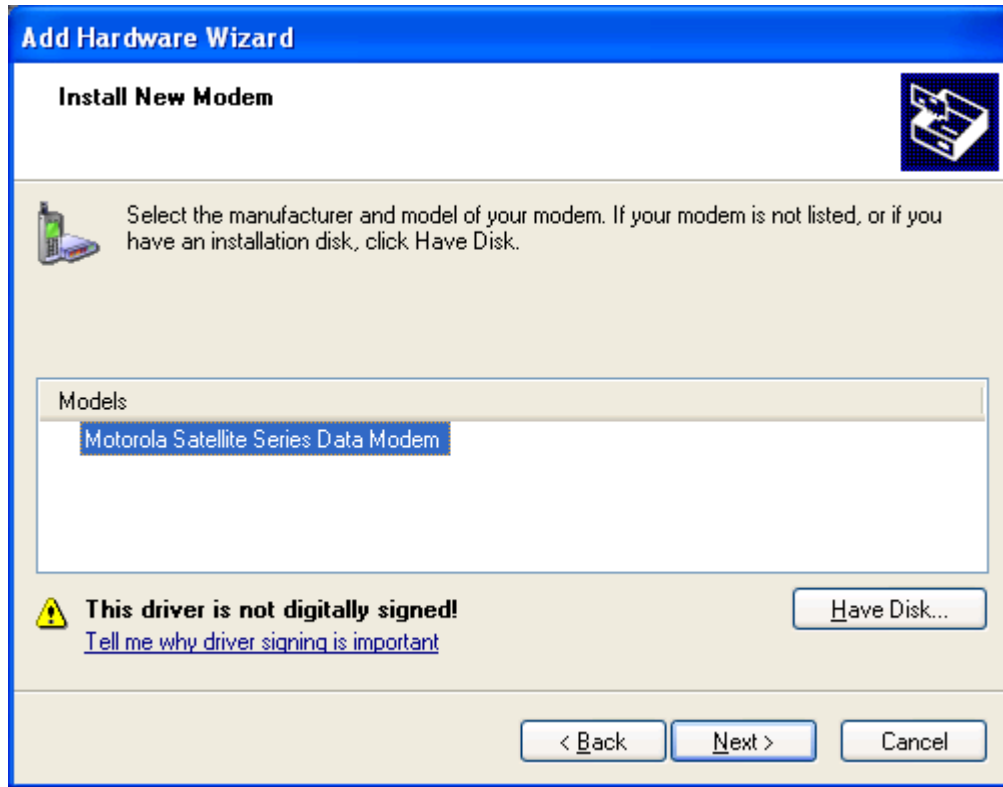 Add Hardware Wizard
Install New Modem
Select the manufacturer and model of your modem. If your modem is not listed, or if you
have an installation disk, click Have Disk.
Models
Motorola Satellite Series Data Modem
This driver is not digitally signed!
Tell me why driver signing is important
Have Disk...
< Back
Next >
Cancel